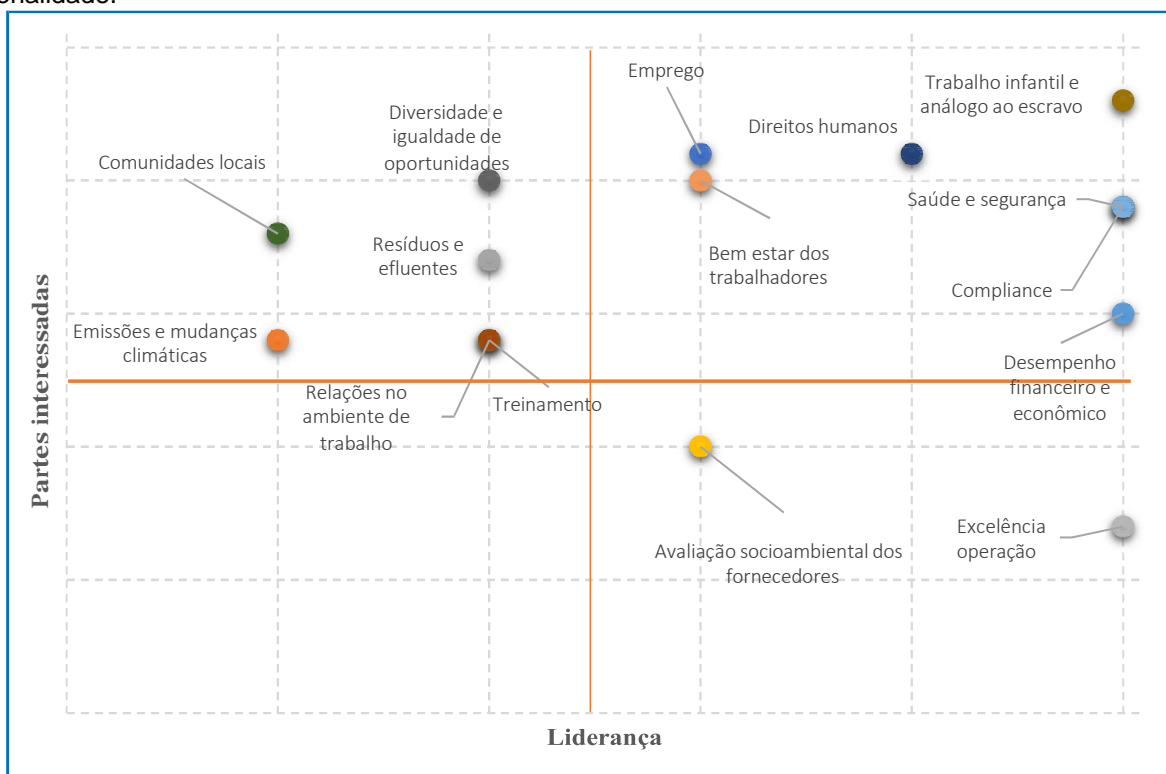 Emprego
Trabalho infantil e
análogo ao escravo
Diversidade e
igualdade de
oportunidades
Direitos humanos
Comunidades locais
Saúde e segurança
Resíduos e
efluentes
Bem estar dos
trabalhadores
Compliance
Emissões e mudanças
climáticas
Desempenho
financeiro e
econômico
Relações no
ambiente de
trabalho
Treinamento
Partes interessadas
Avaliação socioambiental dos
fornecedores
Excelência
operação
Liderança